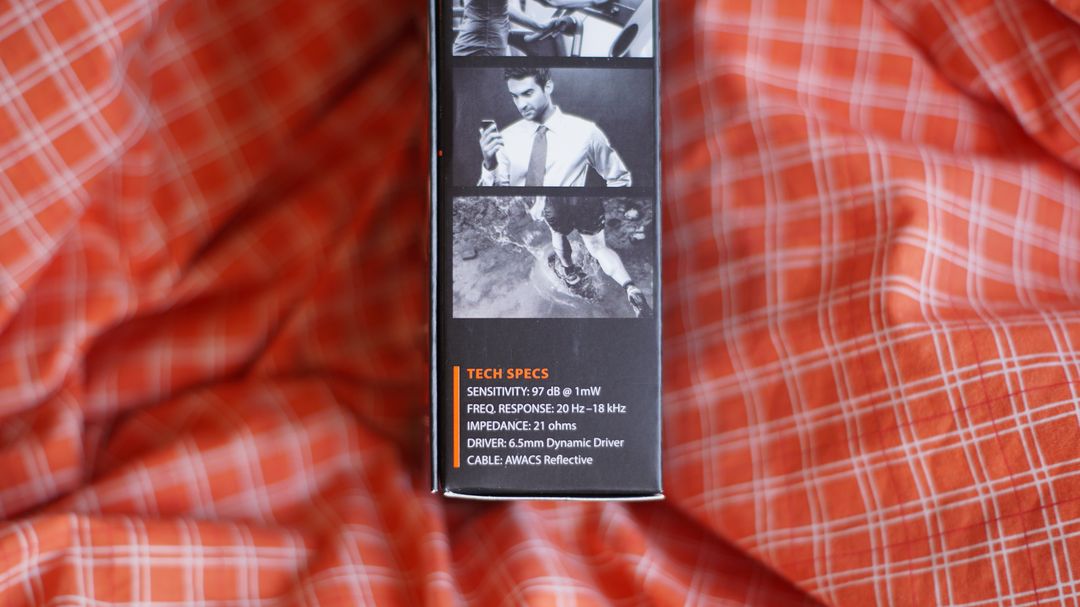 TECH SPECS
SENSITIVITY: 97 dB @ 1mW
FREQ. RESPONSE: 20 Hz–18 kHz
IMPEDANCE: 21 ohms
DRIVER: 6.5mm Dynamic Driver
CABLE: AWACS Reflective